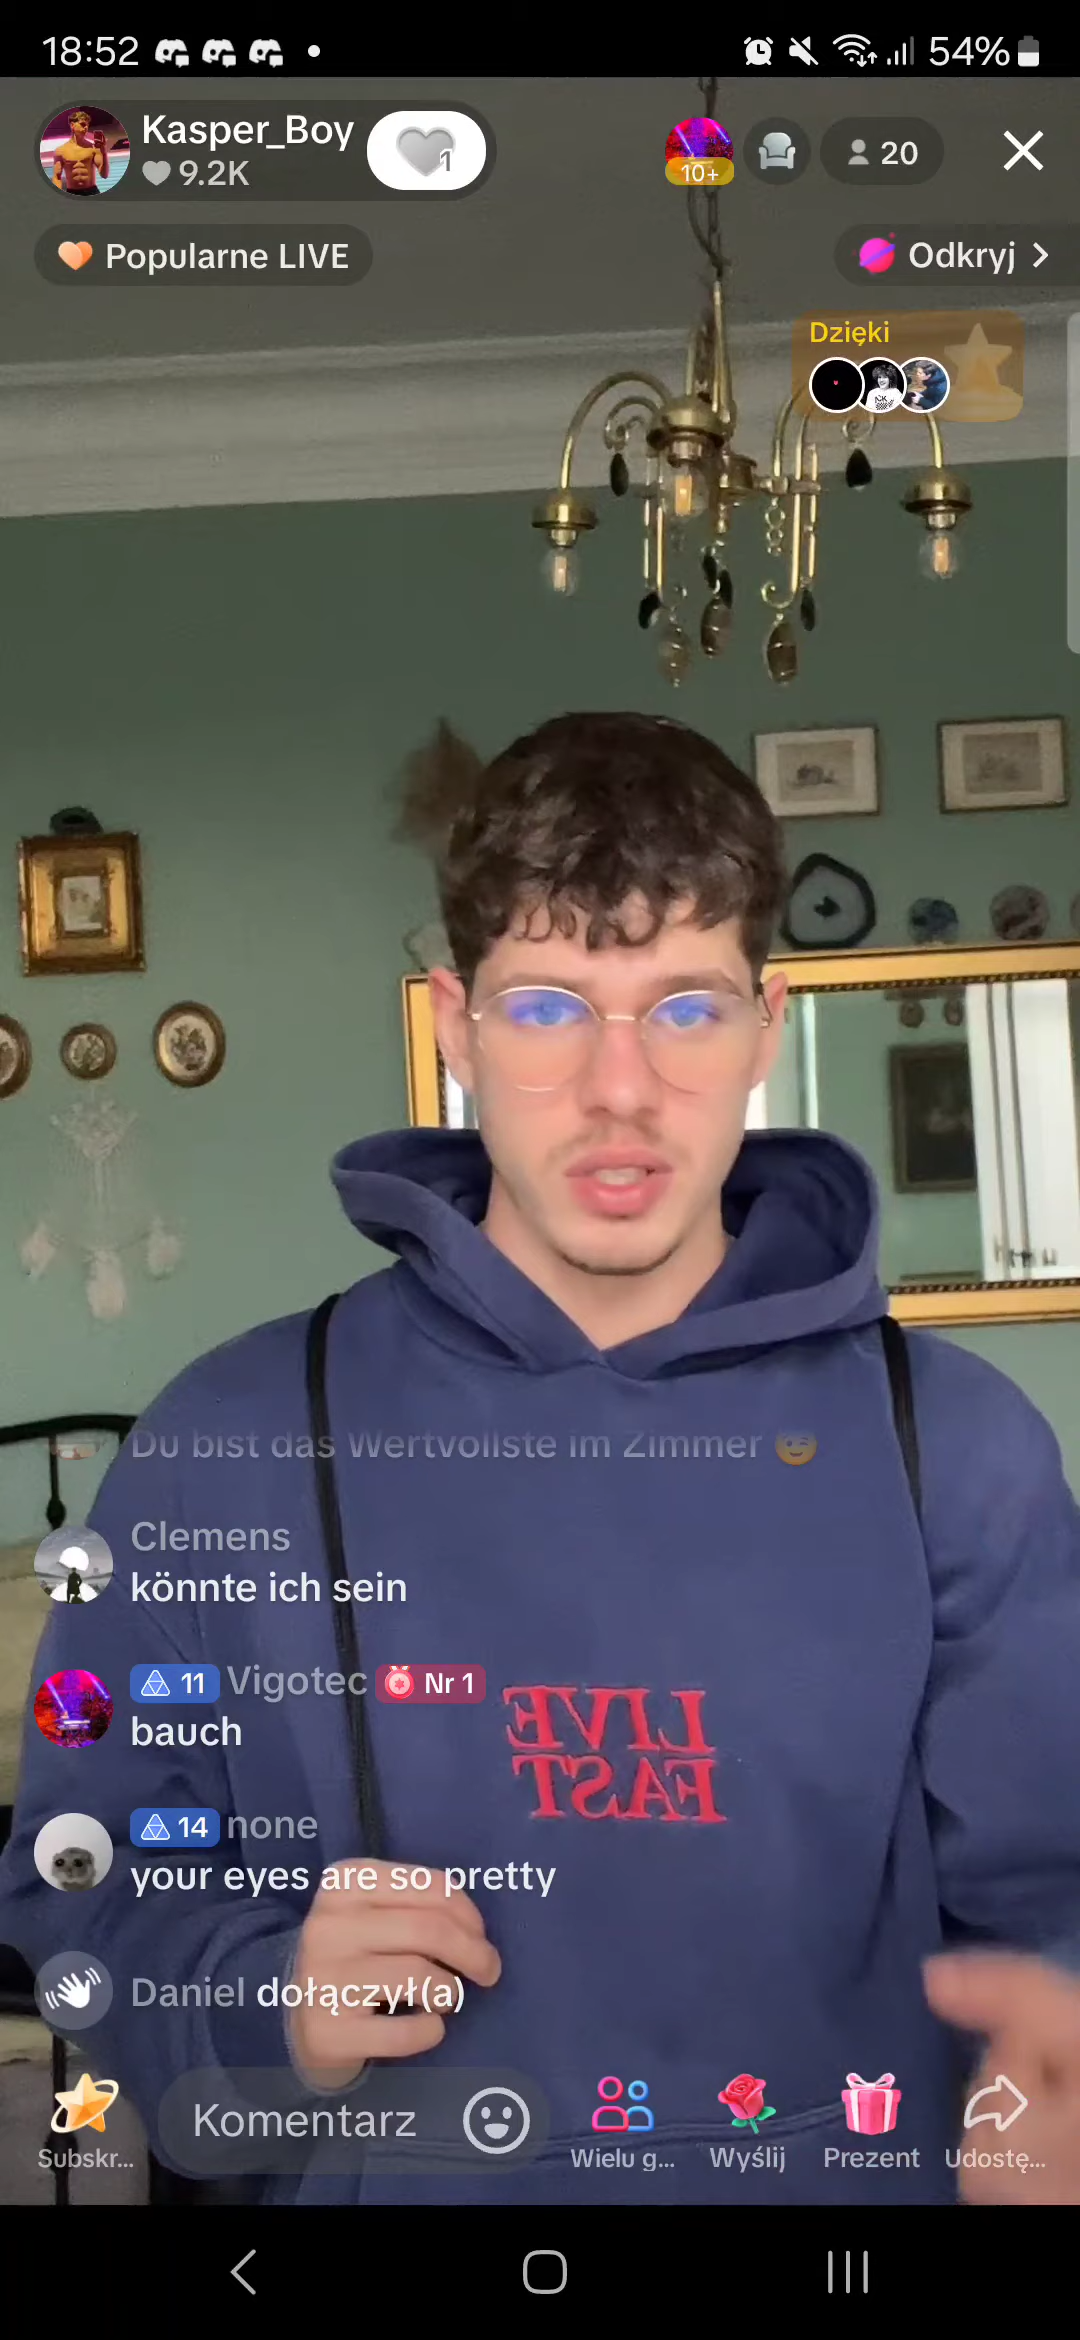 18:52
54%
Kasper_Boy
9.2K
1
10+
20
Popularne LIVE
Odkryj
Dzięki
Du bist das Wertvollste im Zimmer 😉
Clemens
könnte ich sein
11 Vigotec Nr 1
bauch
LIVE
FAST
14 none
your eyes are so pretty
Daniel dołączył(a)
Komentarz
Subskr...
Wielu g...
Wyślij
Prezent
Udostę...